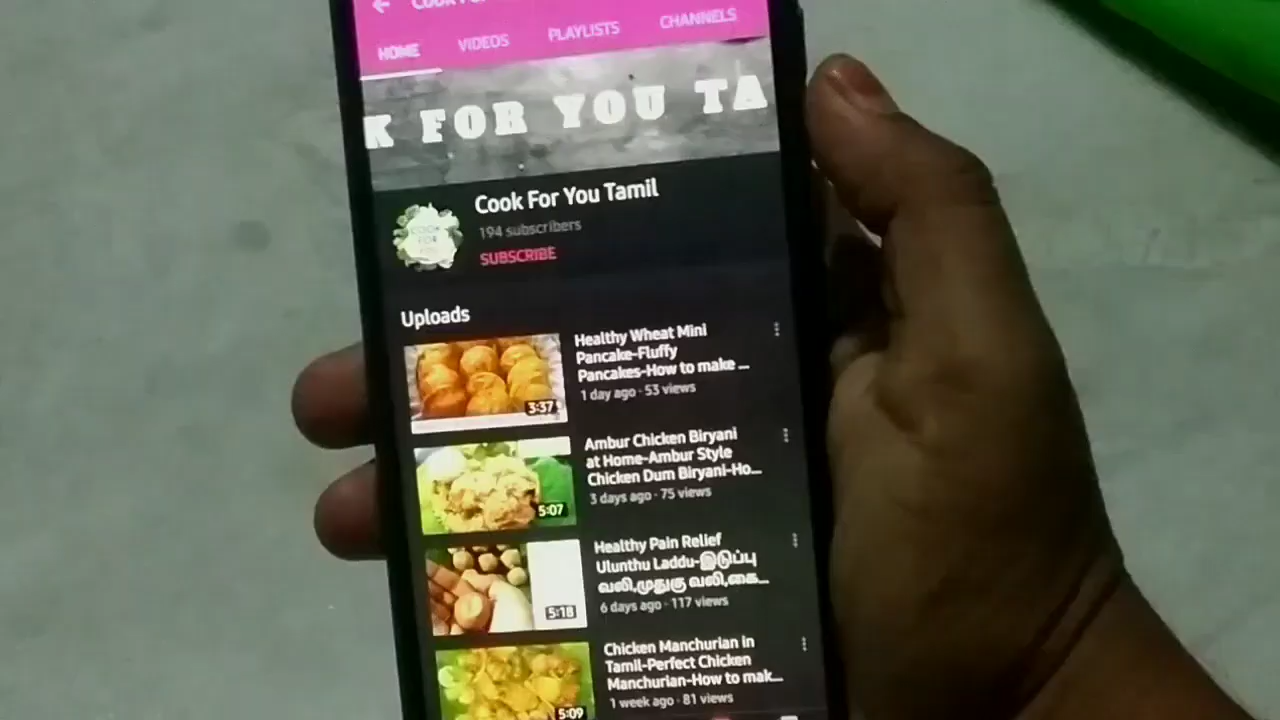 HOME VIDEOS PLAYLISTS CHANNELS
K FOR YOU TA
Cook For You Tamil
194 subscribers
SUBSCRIBE
Uploads
Healthy Wheat Mini
Pancake-Fluffy
Pancakes-How to make ...
1 day ago · 53 views
3:37
Ambur Chicken Biryani
at Home-Ambur Style
Chicken Dum Biryani-Ho...
3 days ago · 75 views
5:07
Healthy Pain Relief
Ulunthu Laddu-இடுப்பு
வலி,முதுகு வலி,கை...
6 days ago · 117 views
5:18
Chicken Manchurian in
Tamil-Perfect Chicken
Manchurian-How to mak...
1 week ago · 81 views
5:09